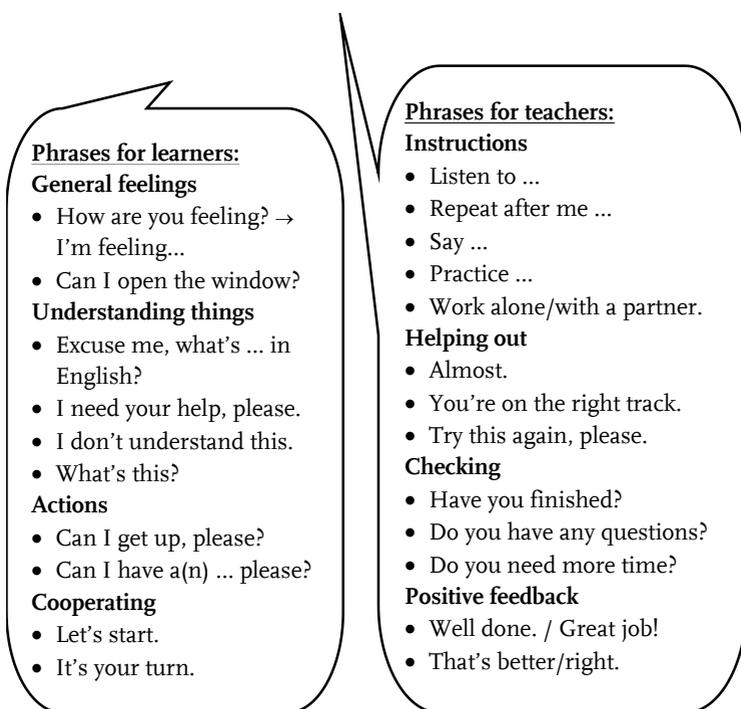 Phrases for learners:
General feelings
• How are you feeling? →
I'm feeling...
• Can I open the window?
Understanding things
• Excuse me, what's ... in
English?
• I need your help, please.
• I don't understand this.
• What's this?
Actions
• Can I get up, please?
• Can I have a(n) ... please?
Cooperating
• Let's start.
• It's your turn.
Phrases for teachers:
Instructions
• Listen to ...
• Repeat after me ...
• Say ...
• Practice ...
• Work alone/with a partner.
Helping out
• Almost.
• You're on the right track.
• Try this again, please.
Checking
• Have you finished?
• Do you have any questions?
• Do you need more time?
Positive feedback
• Well done. / Great job!
• That's better/right.